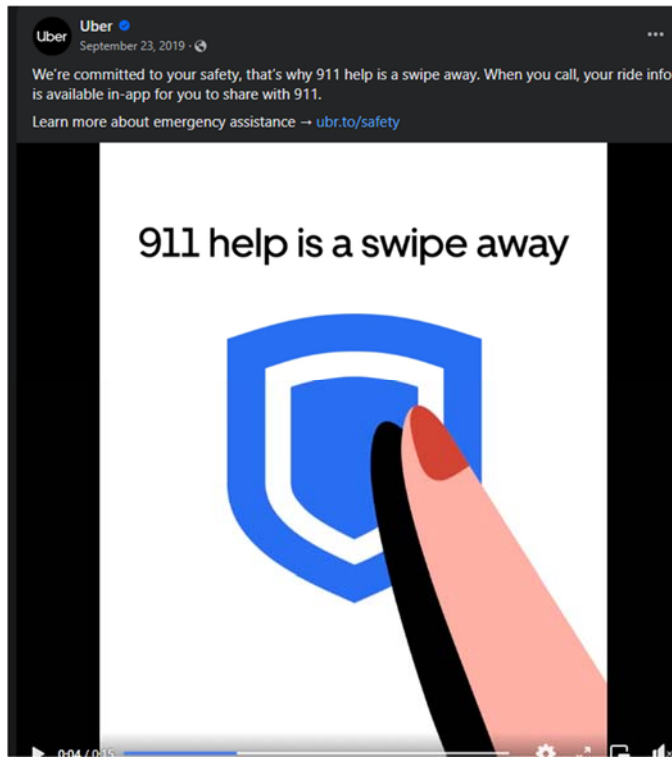 Uber
Uber
September 23, 2019 ·
We're committed to your safety, that's why 911 help is a swipe away. When you call, your ride info
is available in-app for you to share with 911.
Learn more about emergency assistance → ubr.to/safety
911 help is a swipe away
0:04 / 0:15